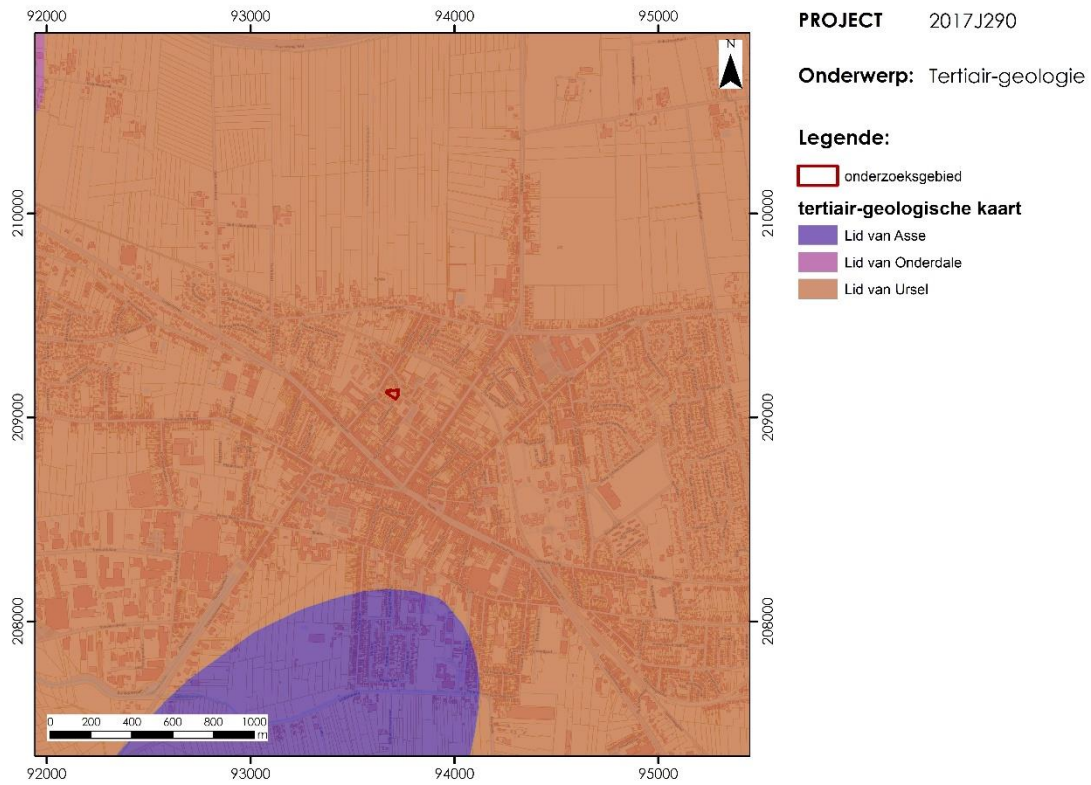 92000 93000 94000 95000
210000 210000
209000 209000
208000 208000
N
0 200 400 600 800 1000
m
92000 93000 94000 95000
PROJECT 2017J290
Onderwerp: Tertiair-geologie
Legende:
onderzoeksgebied
tertiair-geologische kaart
Lid van Asse
Lid van Onderdale
Lid van Ursel